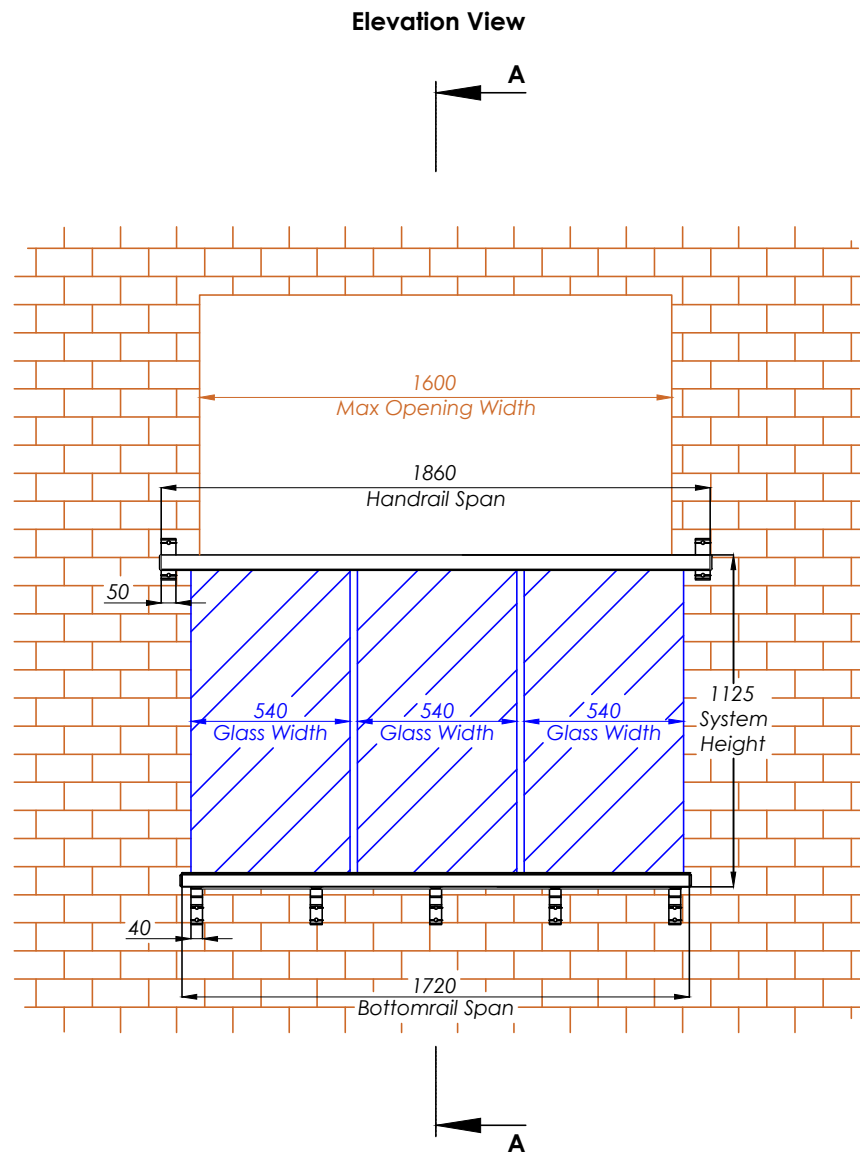 Elevation View
A
1600
Max Opening Width
1860
Handrail Span
50
540
Glass Width
540
Glass Width
540
Glass Width
1125
System
Height
40
1720
Bottomrail Span
A